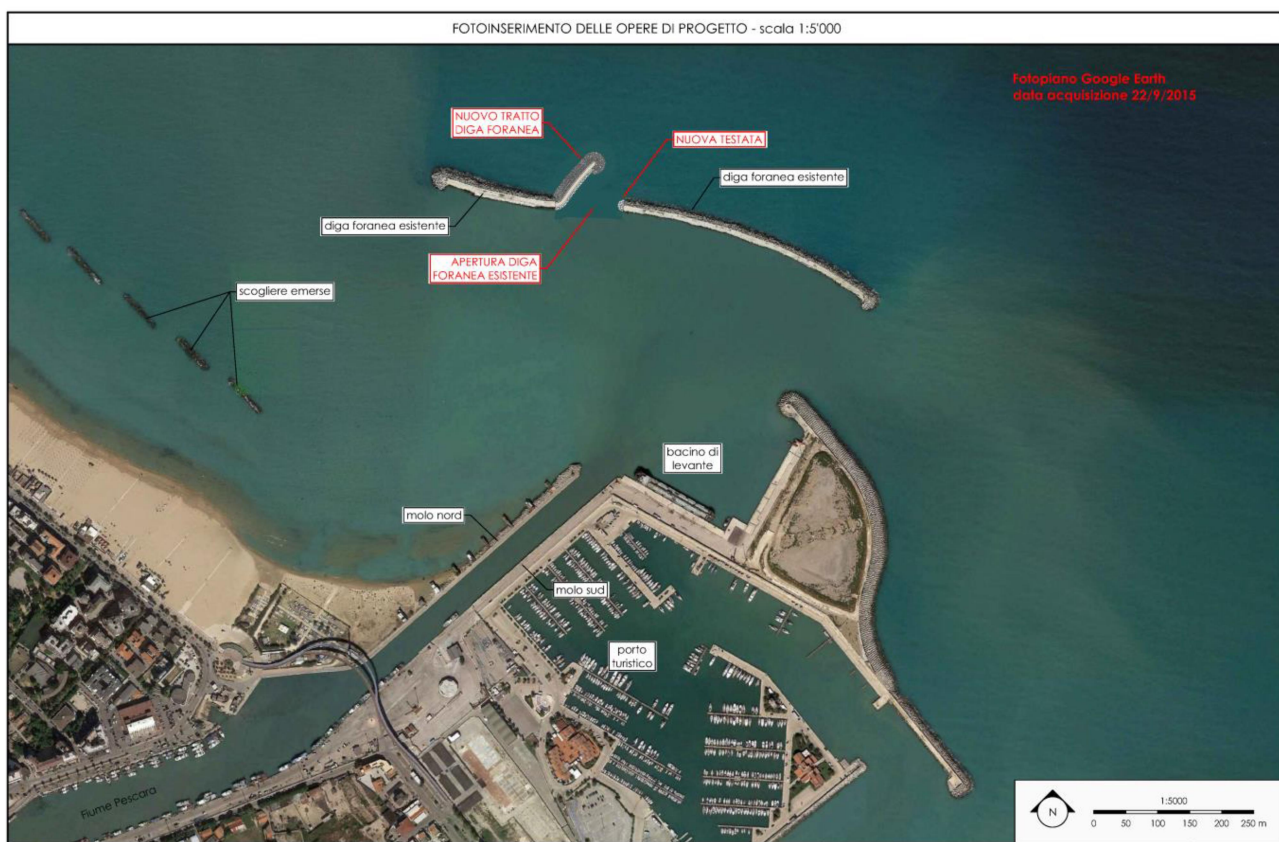 FOTOINSERIMENTO DELLE OPERE DI PROGETTO - scala 1:5'000
Fotopiano Google Earth
data acquisizione 22/9/2015
NUOVO TRATTO
DIGA FORANEA
NUOVA TESTATA
diga foranea esistente
diga foranea esistente
APERTURA DIGA
FORANEA ESISTENTE
scogliere emerse
bacino di
levante
molo nord
molo sud
porto
turistico
Fiume Pescara
N
1:5000
0 50 100 150 200 250 m